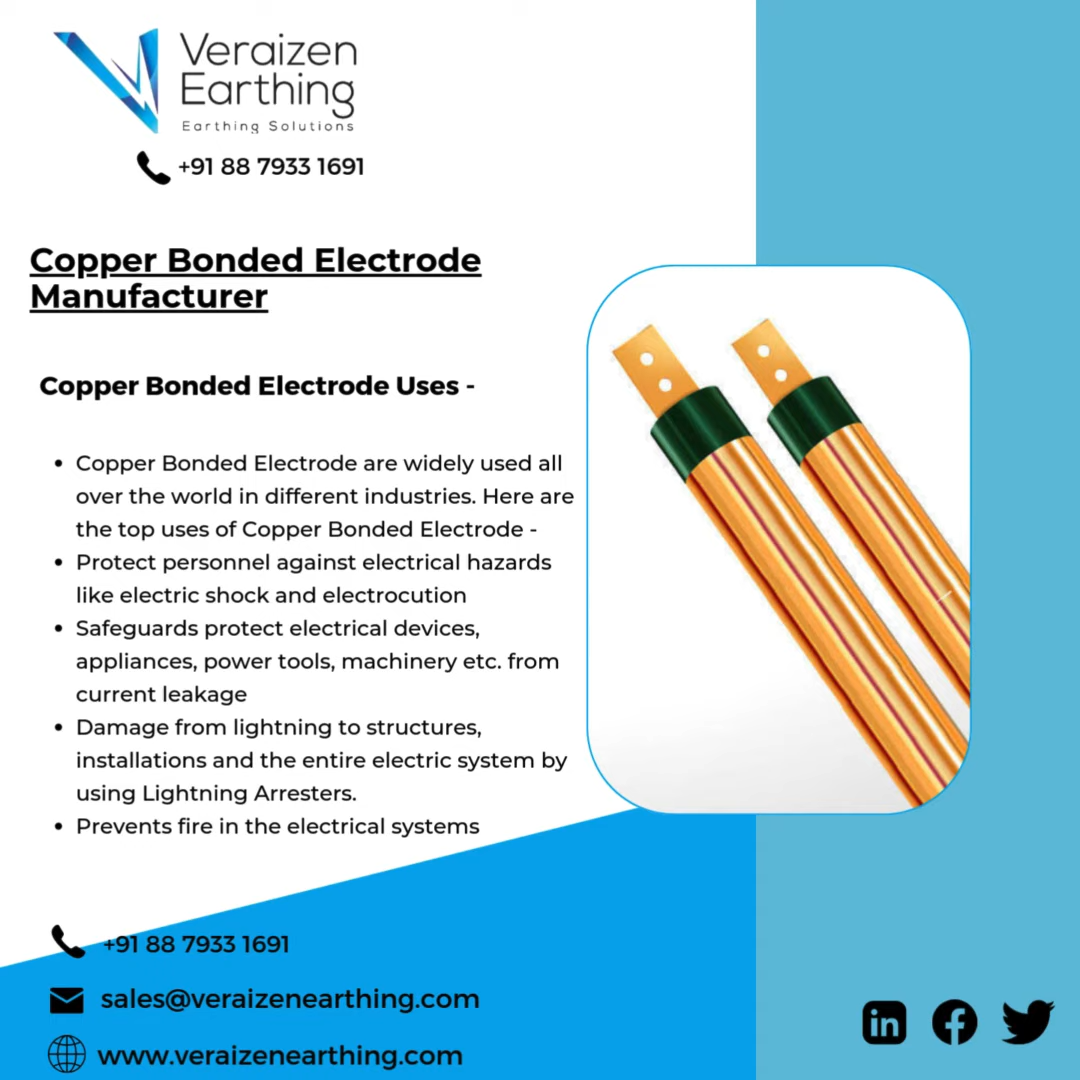 Veraizen
Earthing
Earthing Solutions
+91 88 7933 1691
Copper Bonded Electrode
Manufacturer
Copper Bonded Electrode Uses -
• Copper Bonded Electrode are widely used all
over the world in different industries. Here are
the top uses of Copper Bonded Electrode -
• Protect personnel against electrical hazards
like electric shock and electrocution
• Safeguards protect electrical devices,
appliances, power tools, machinery etc. from
current leakage
• Damage from lightning to structures,
installations and the entire electric system by
using Lightning Arresters.
• Prevents fire in the electrical systems
+91 88 7933 1691
sales@veraizenearthing.com
www.veraizenearthing.com
in